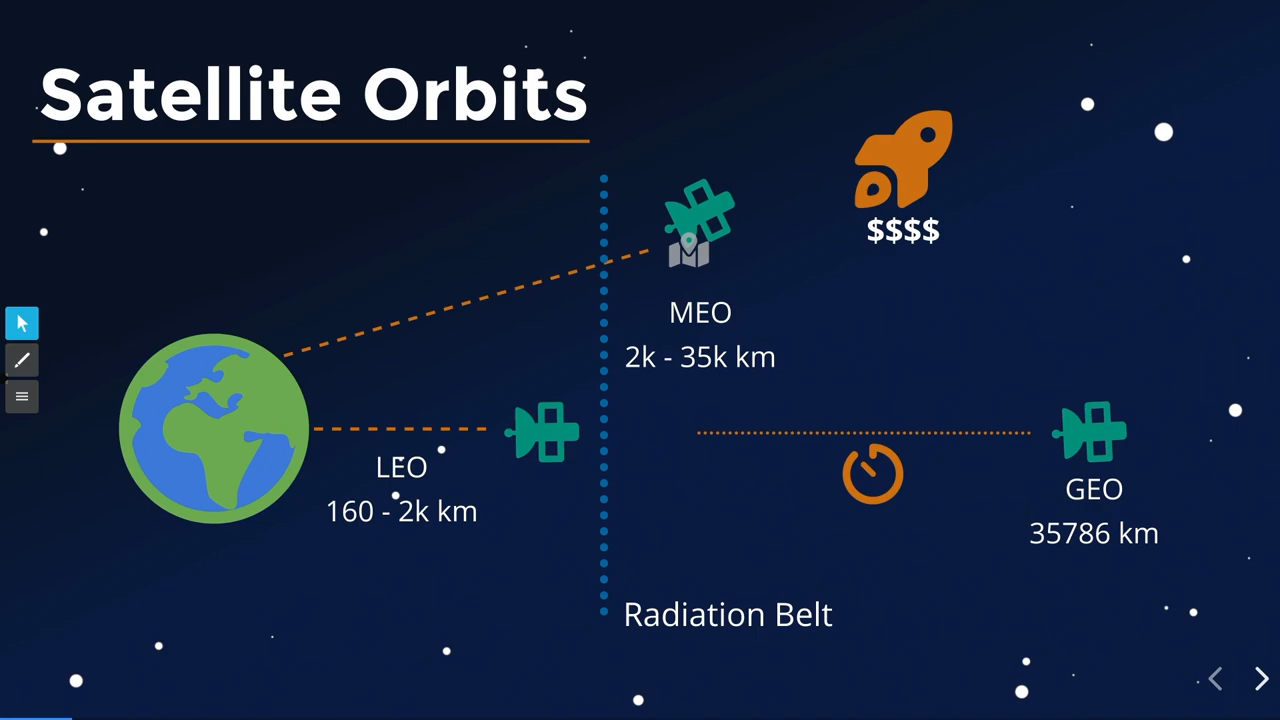 Satellite Orbits
$$$$
MEO
2k - 35k km
LEO
160 - 2k km
GEO
35786 km
Radiation Belt